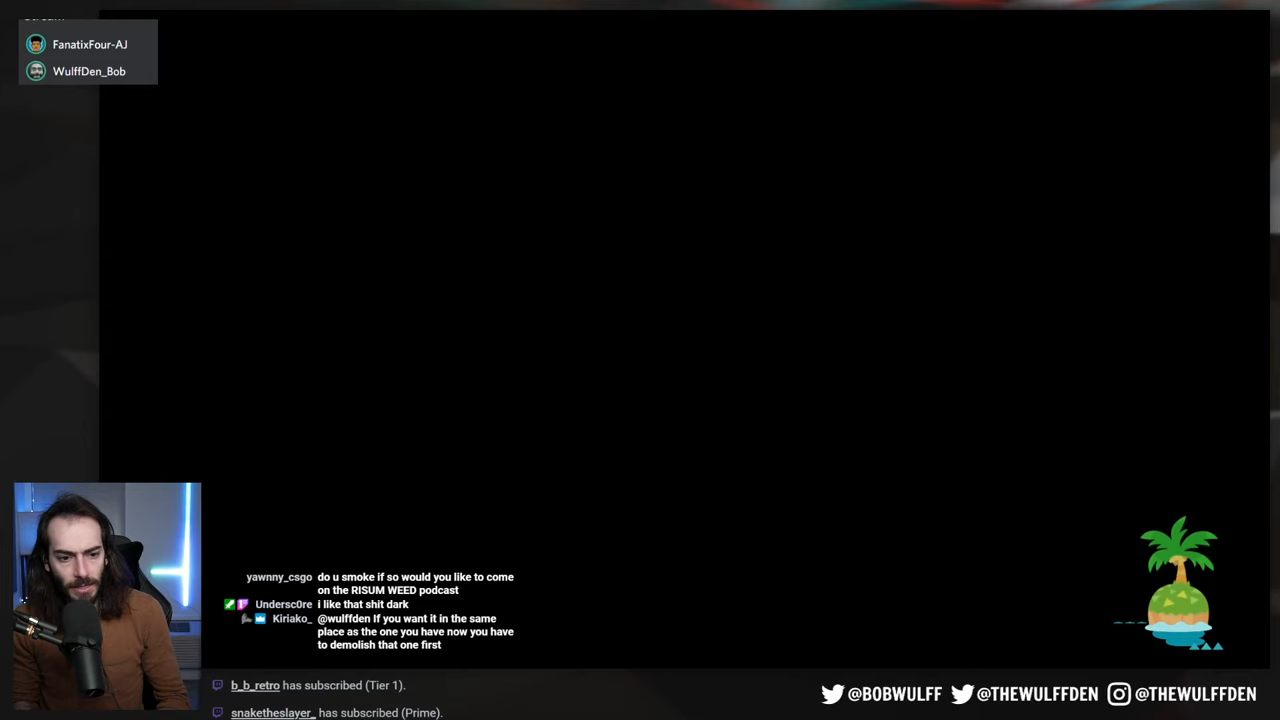 FanatixFour-AJ
WulffDen_Bob
yawnny_csgo do u smoke if so would you like to come
on the RISUM WEED podcast
Undersc0re i like that shit dark
Kiriako_ @wulffden If you want it in the same
place as the one you have now you have
to demolish that one first
b_b_retro has subscribed (Tier 1).
snaketheslayer_ has subscribed (Prime).
@BOBWULFF @THEWULFFDEN @THEWULFFDEN